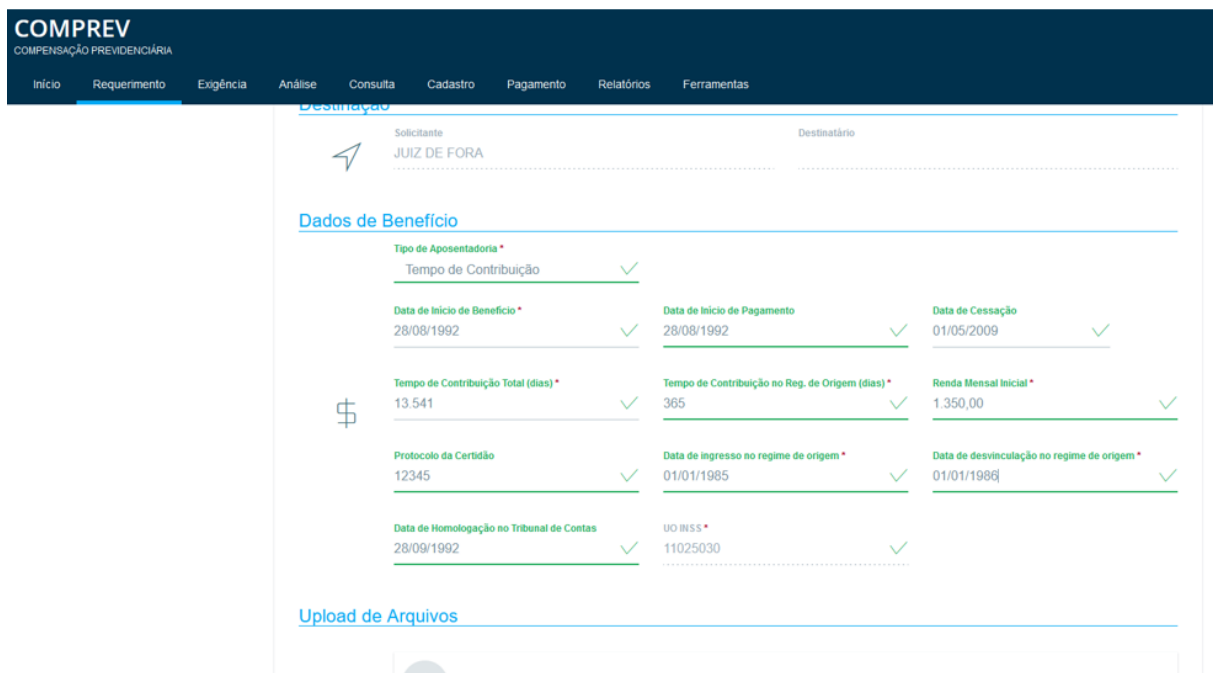 COMPREV
COMPENSAÇÃO PREVIDENCIÁRIA
Início Requerimento Exigência Análise Consulta Cadastro Pagamento Relatórios Ferramentas
Destinação
Solicitante Destinatário
JUIZ DE FORA
Dados de Benefício
Tipo de Aposentadoria *
Tempo de Contribuição
Data de Início de Benefício * Data de Início de Pagamento Data de Cessação
28/08/1992 28/08/1992 01/05/2009
Tempo de Contribuição Total (dias) * Tempo de Contribuição no Reg. de Origem (dias) * Renda Mensal Inicial *
13.541 365 1.350,00
Protocolo da Certidão Data de ingresso no regime de origem * Data de desvinculação no regime de origem *
12345 01/01/1985 01/01/1986
Data de Homologação no Tribunal de Contas UO INSS *
28/09/1992 11025030
Upload de Arquivos